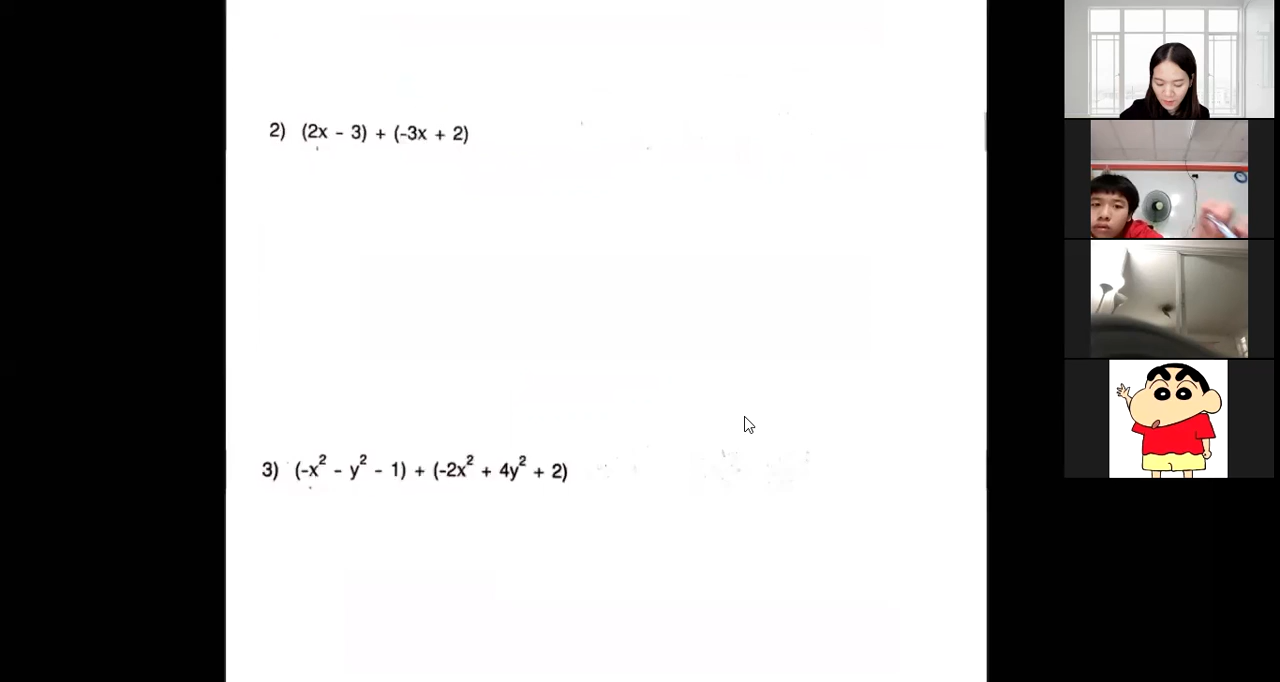 2) (2x - 3) + (-3x + 2)
3) (-x² - y² - 1) + (-2x² + 4y² + 2)